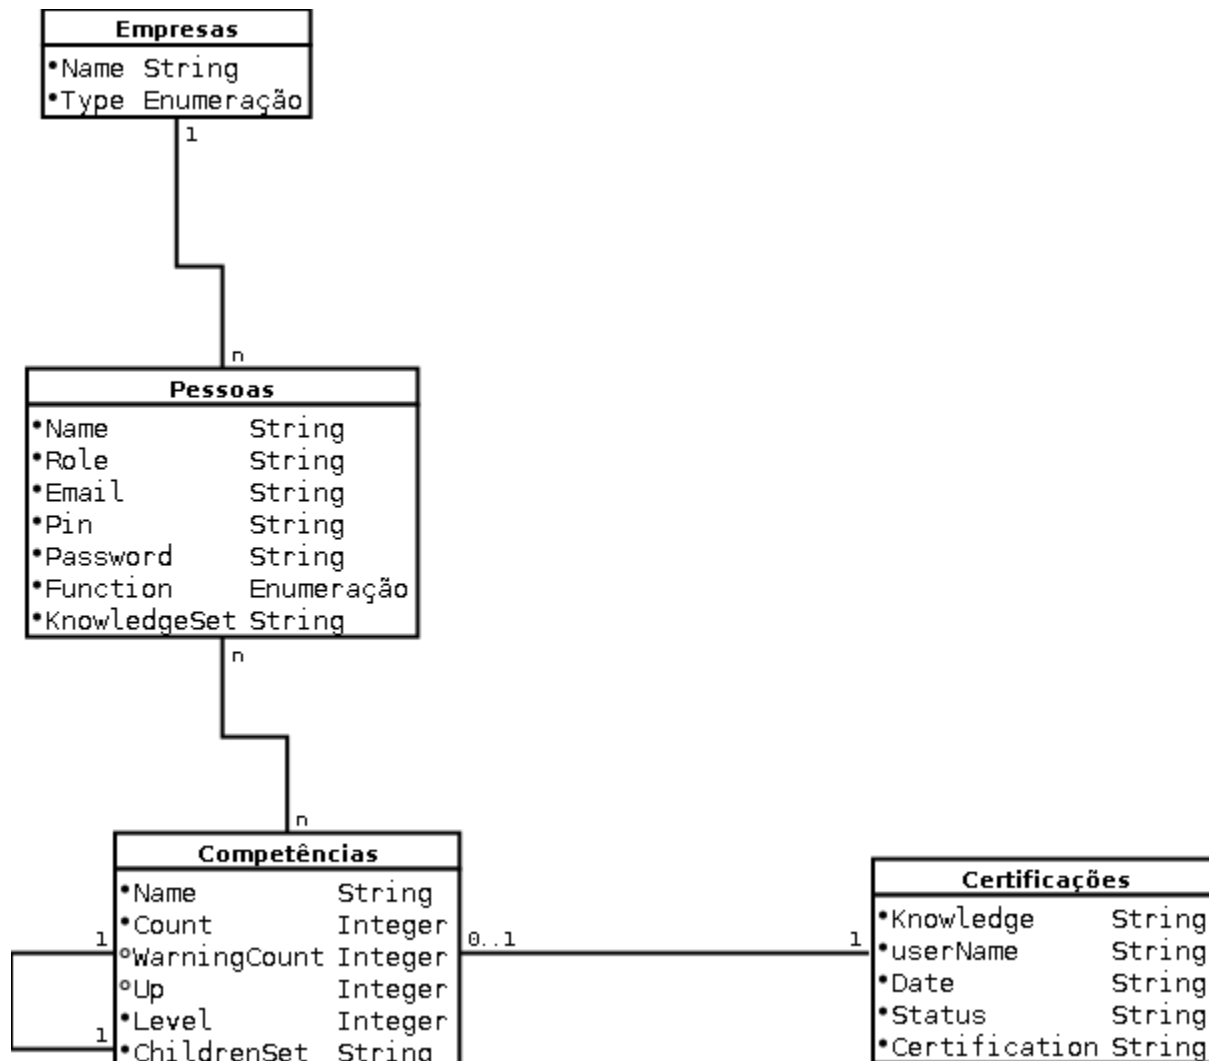 Empresas
•Name String
•Type Enumeração
1
n
Pessoas
•Name String
•Role String
•Email String
•Pin String
•Password String
•Function Enumeração
•KnowledgeSet String
n
n
Competências
•Name String
•Count Integer
°WarningCount Integer
°Up Integer
•Level Integer
•ChildrenSet String
1
1
0..1
1
Certificações
•Knowledge String
•userName String
•Date String
•Status String
•Certification String